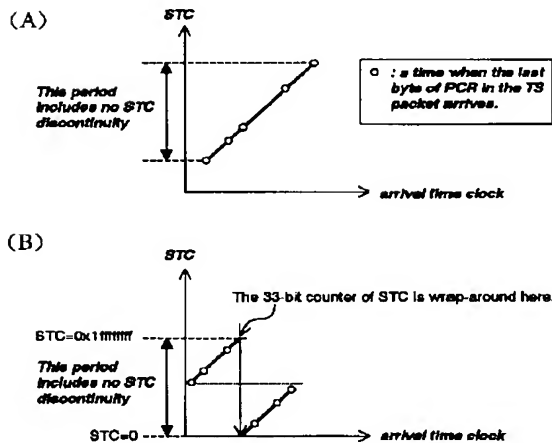 (A)
STC
This period
includes no STC
discontinuity
○ : a time when the last
byte of PCR in the TS
packet arrives.
arrival time clock
(B)
STC
The 33-bit counter of STC is wrap-around here.
STC=0x1ffffffff
This period
includes no STC
discontinuity
STC=0
arrival time clock